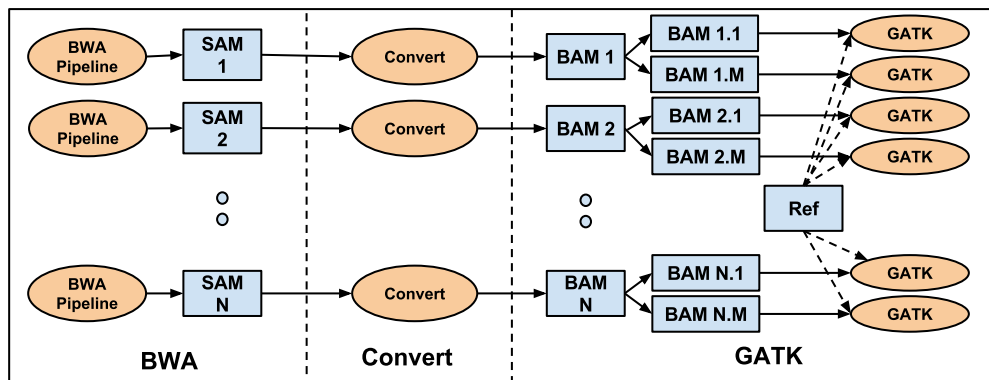 BWA
Pipeline
SAM
1
Convert
BAM 1
BAM 1.1
GATK
BAM 1.M
GATK
BWA
Pipeline
SAM
2
Convert
BAM 2
BAM 2.1
GATK
BAM 2.M
GATK
Ref
BWA
Pipeline
SAM
N
Convert
BAM
N
BAM N.1
GATK
BAM N.M
GATK
BWA
Convert
GATK